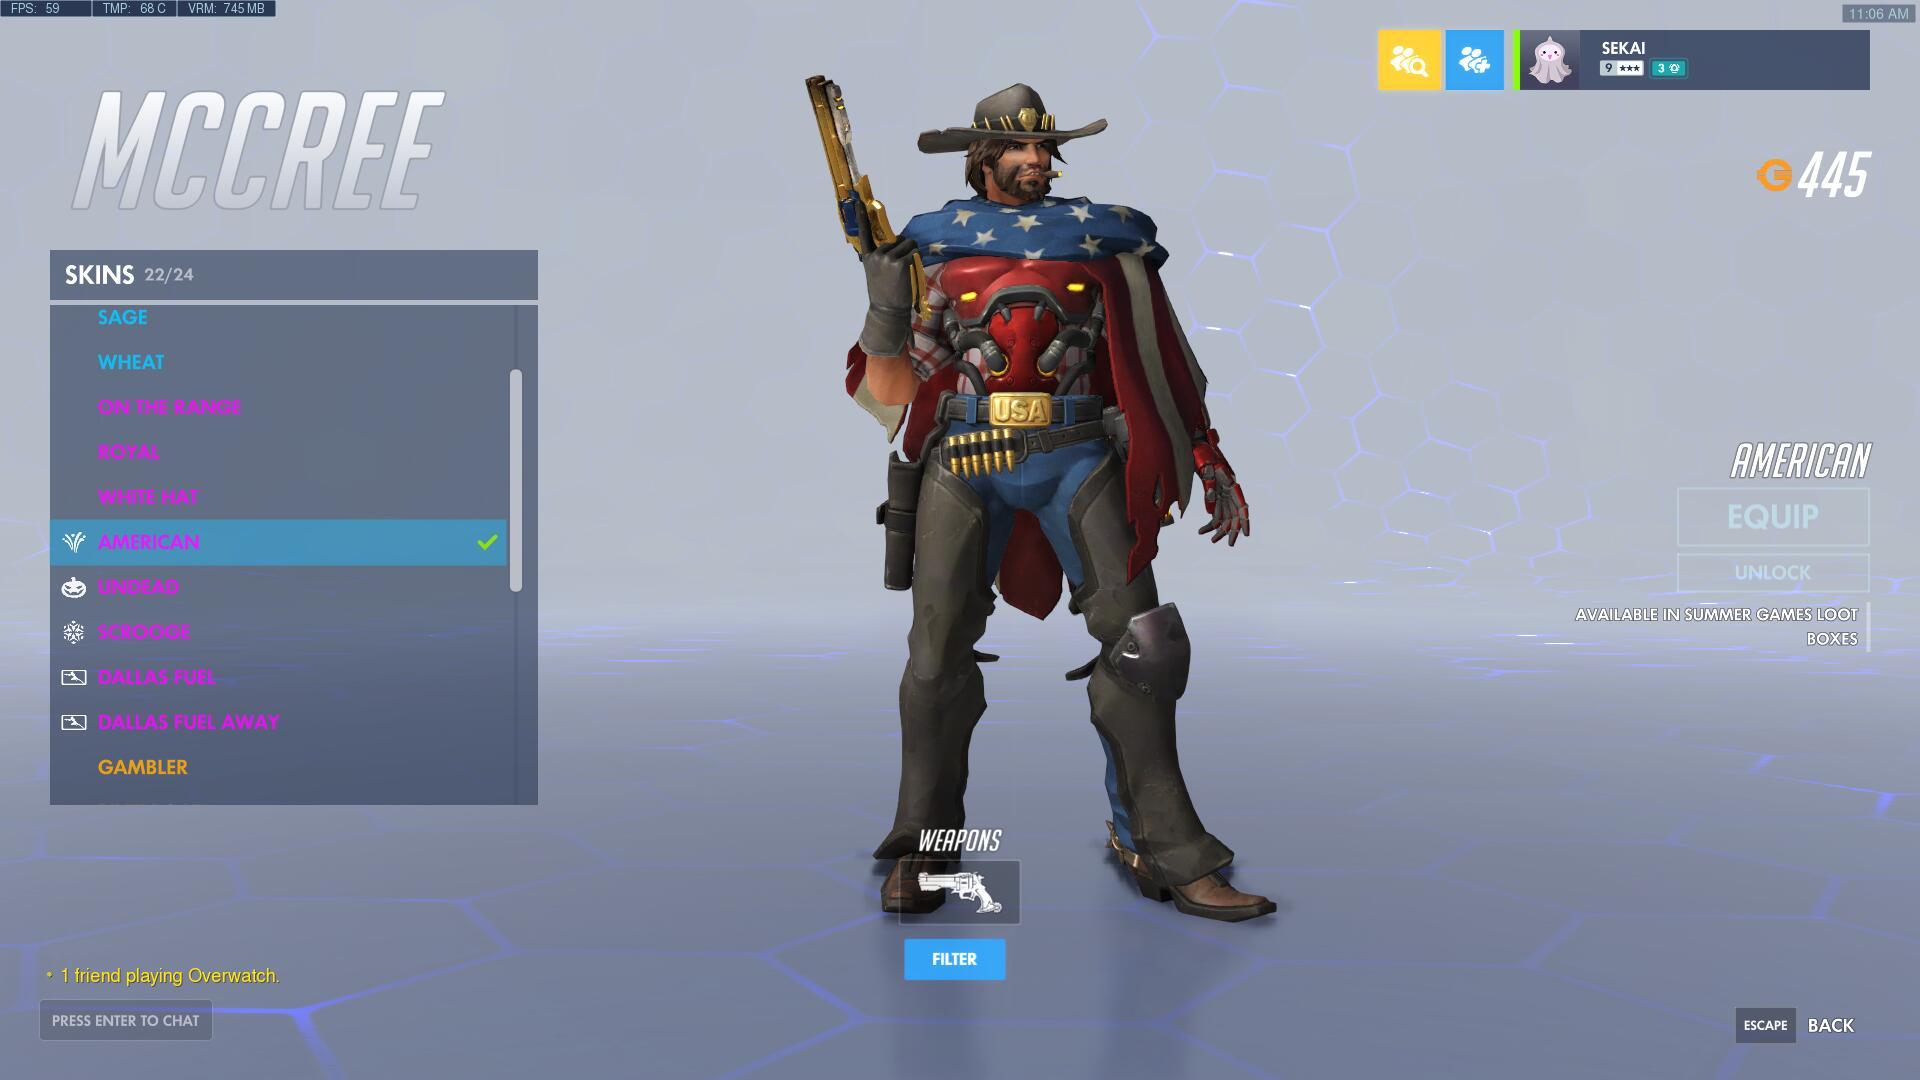 FPS: 59 TMP: 68 C VRM: 745 MB
11:06 AM
SEKAI
9 3
MCCREE
445
SKINS 22/24
SAGE
WHEAT
ON THE RANGE
ROYAL
WHITE HAT
AMERICAN
UNDEAD
SCROOGE
DALLAS FUEL
DALLAS FUEL AWAY
GAMBLER
USA
AMERICAN
EQUIP
UNLOCK
AVAILABLE IN SUMMER GAMES LOOT
BOXES
WEAPONS
FILTER
• 1 friend playing Overwatch.
PRESS ENTER TO CHAT
ESCAPE BACK